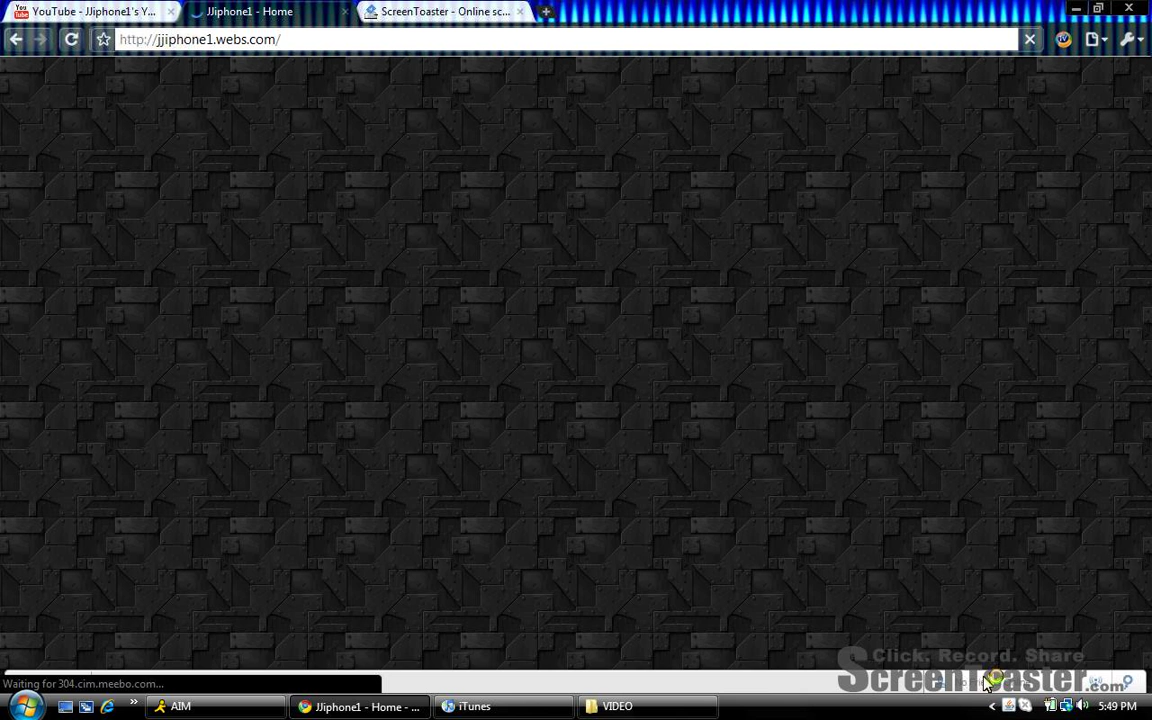 YouTube - JJiphone1's Y...
JJiphone1 - Home
ScreenToaster - Online sc...
http://jjiphone1.webs.com/
Click. Record. Share
ScreenToaster.com
Waiting for 304.cim.meebo.com...
AIM
JJiphone1 - Home - ...
iTunes
VIDEO
5:49 PM